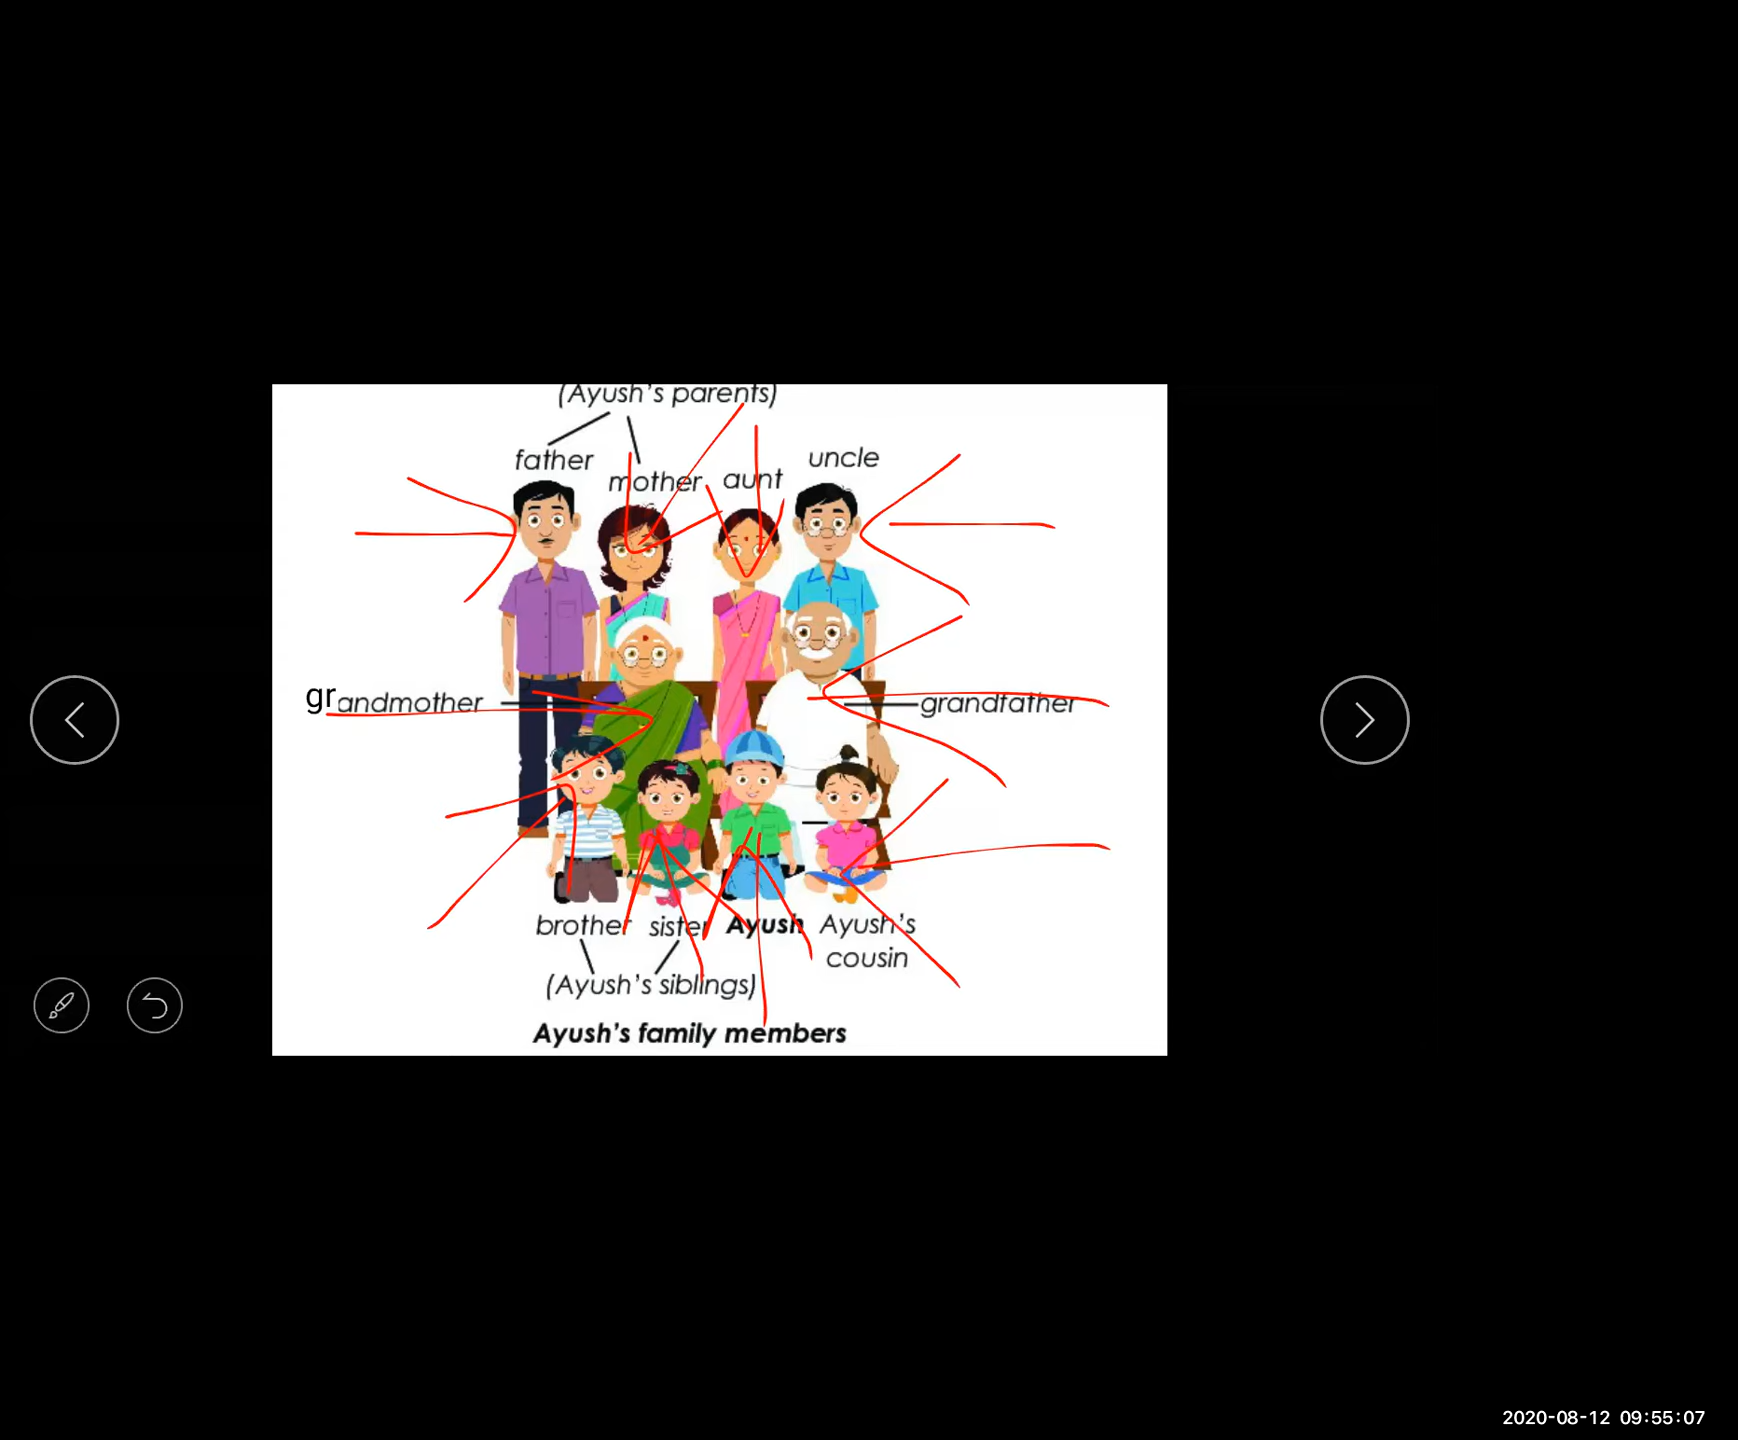 (Ayush's parents)
father
mother
aunt
uncle
grandmother
grandfather
brother
sister
Ayush
Ayush's
cousin
(Ayush's siblings)
Ayush's family members
2020-08-12 09:55:07